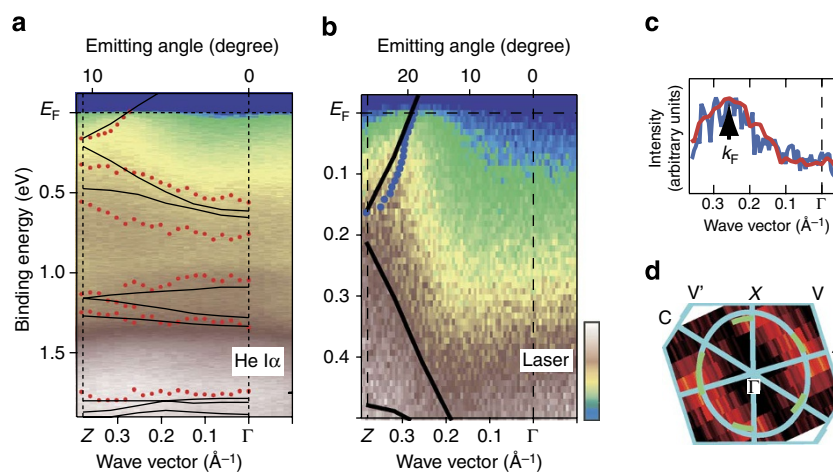 a
Emitting angle (degree)
10 0
E_F
0.5
1.0
1.5
Binding energy (eV)
He Iα
Z 0.3 0.2 0.1 Γ
Wave vector (Å⁻¹)
b
Emitting angle (degree)
20 10 0
E_F
0.1
0.2
0.3
0.4
Laser
Z 0.3 0.2 0.1 Γ
Wave vector (Å⁻¹)
c
Intensity
(arbitrary units)
k_F
0.3 0.2 0.1 Γ
Wave vector (Å⁻¹)
d
V' X V
C
Γ